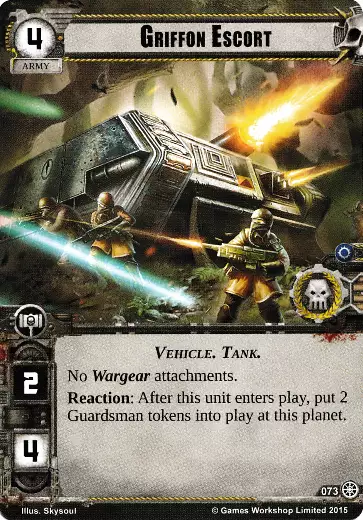 4
GRIFFON ESCORT
ARMY
VEHICLE. TANK.
No Wargear attachments.
Reaction: After this unit enters play, put 2
Guardsman tokens into play at this planet.
2
4
073
Illus. Skysoul
© Games Workshop Limited 2015